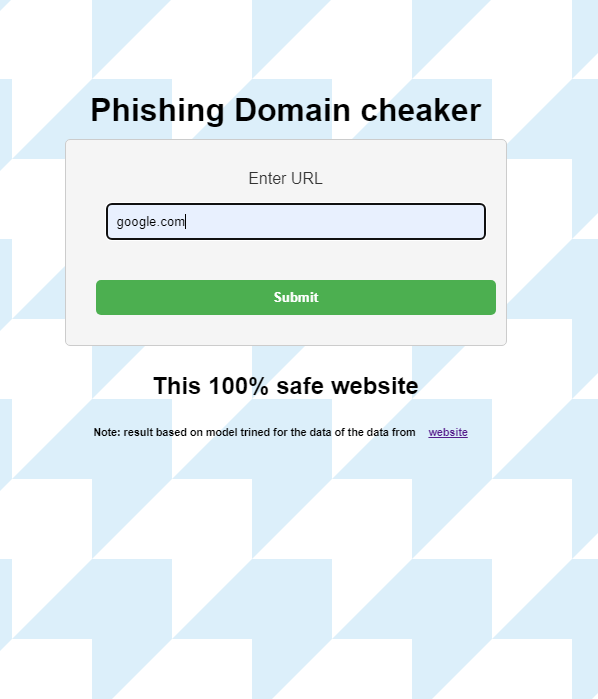 Phishing Domain cheaker
Enter URL
google.com
Submit
This 100% safe website
Note: result based on model trined for the data of the data from website